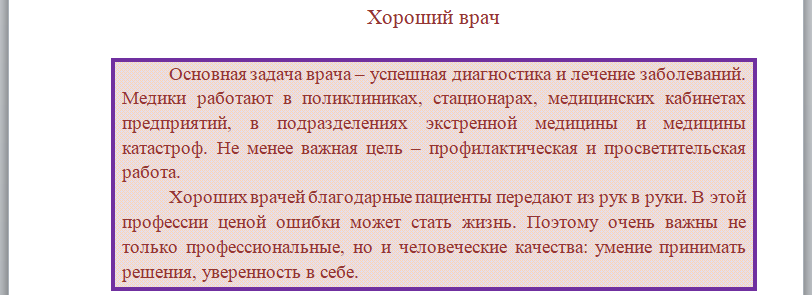 Хороший врач
Основная задача врача – успешная диагностика и лечение заболеваний.
Медики работают в поликлиниках, стационарах, медицинских кабинетах
предприятий, в подразделениях экстренной медицины и медицины
катастроф. Не менее важная цель – профилактическая и просветительская
работа.
Хороших врачей благодарные пациенты передают из рук в руки. В этой
профессии ценой ошибки может стать жизнь. Поэтому очень важны не
только профессиональные, но и человеческие качества: умение принимать
решения, уверенность в себе.